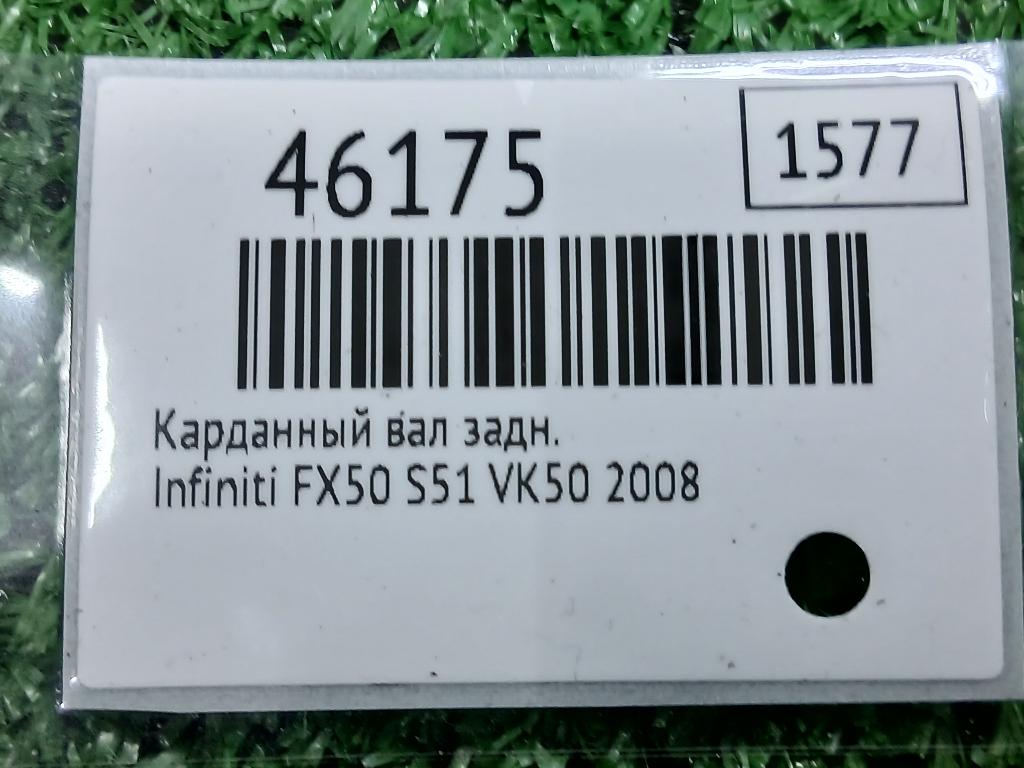 46175
1577
Карданный вал задн.
Infiniti FX50 S51 VK50 2008